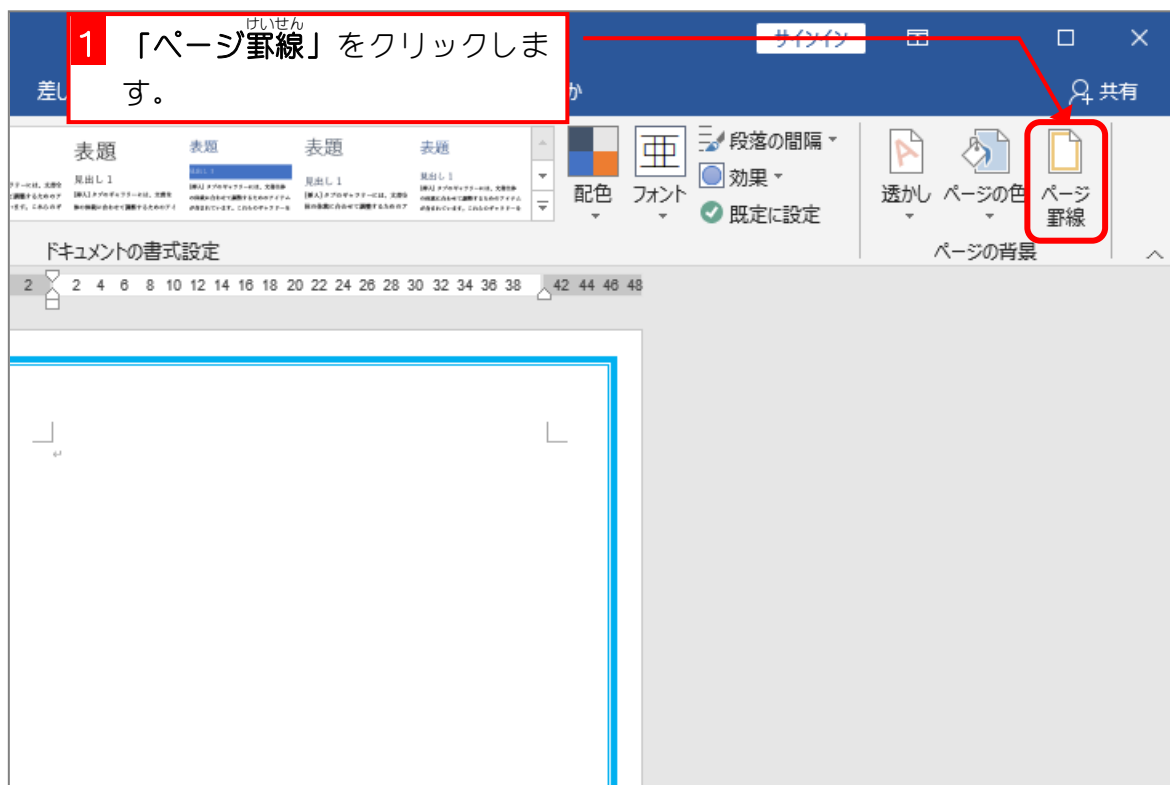 けいせん
1 「ページ罫線」をクリックしま
す。
サインイン
差し
か
共有
表題
見出し 1
表題
表題
見出し 1
表題
見出し 1
配色
フォント
亜
段落の間隔
効果
既定に設定
透かし
ページの色
ページ
罫線
ドキュメントの書式設定
ページの背景
2 2 4 6 8 10 12 14 16 18 20 22 24 26 28 30 32 34 36 38 42 44 46 48